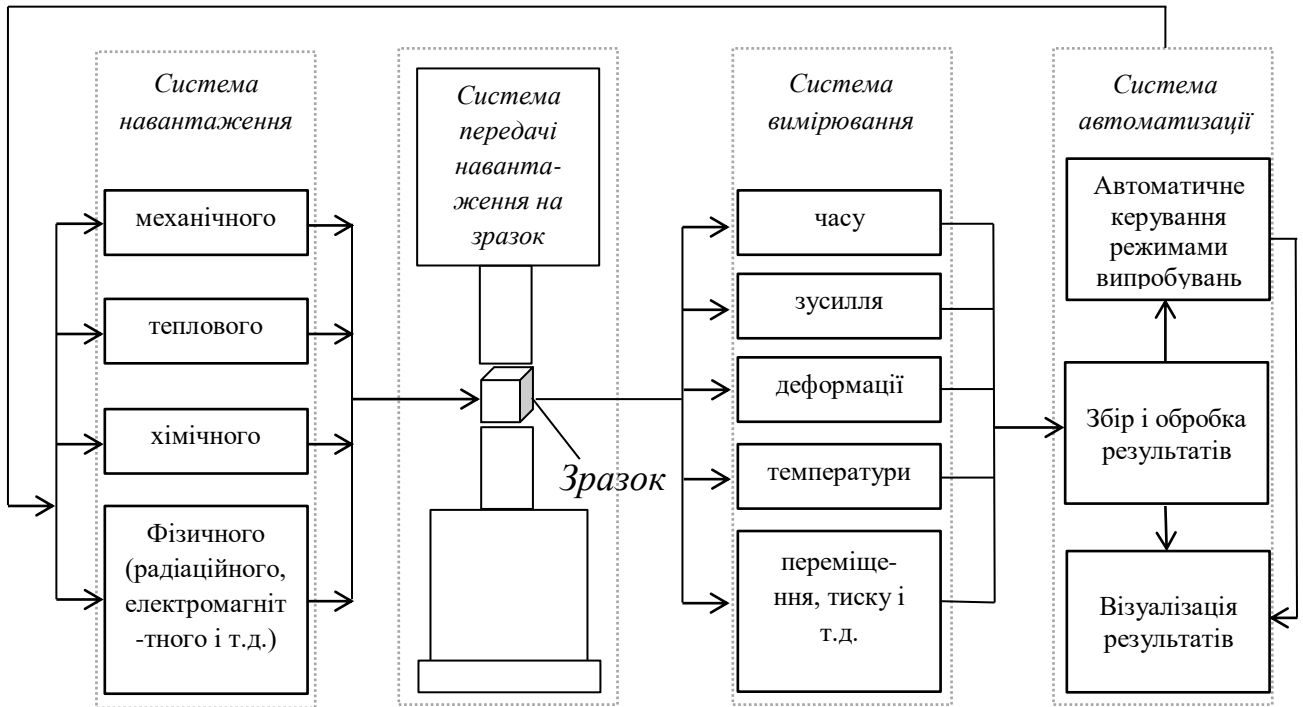 Система
навантаження
механічного
теплового
хімічного
Фізичного
(радіаційного,
електромагніт
-тного і т.д.)
Система
передачі
наванта-
ження на
зразок
Зразок
Система
вимірювання
часу
зусилля
деформації
температури
переміще-
ння, тиску і
т.д.
Система
автоматизації
Автоматичне
керування
режимами
випробувань
Збір і обробка
результатів
Візуалізація
результатів